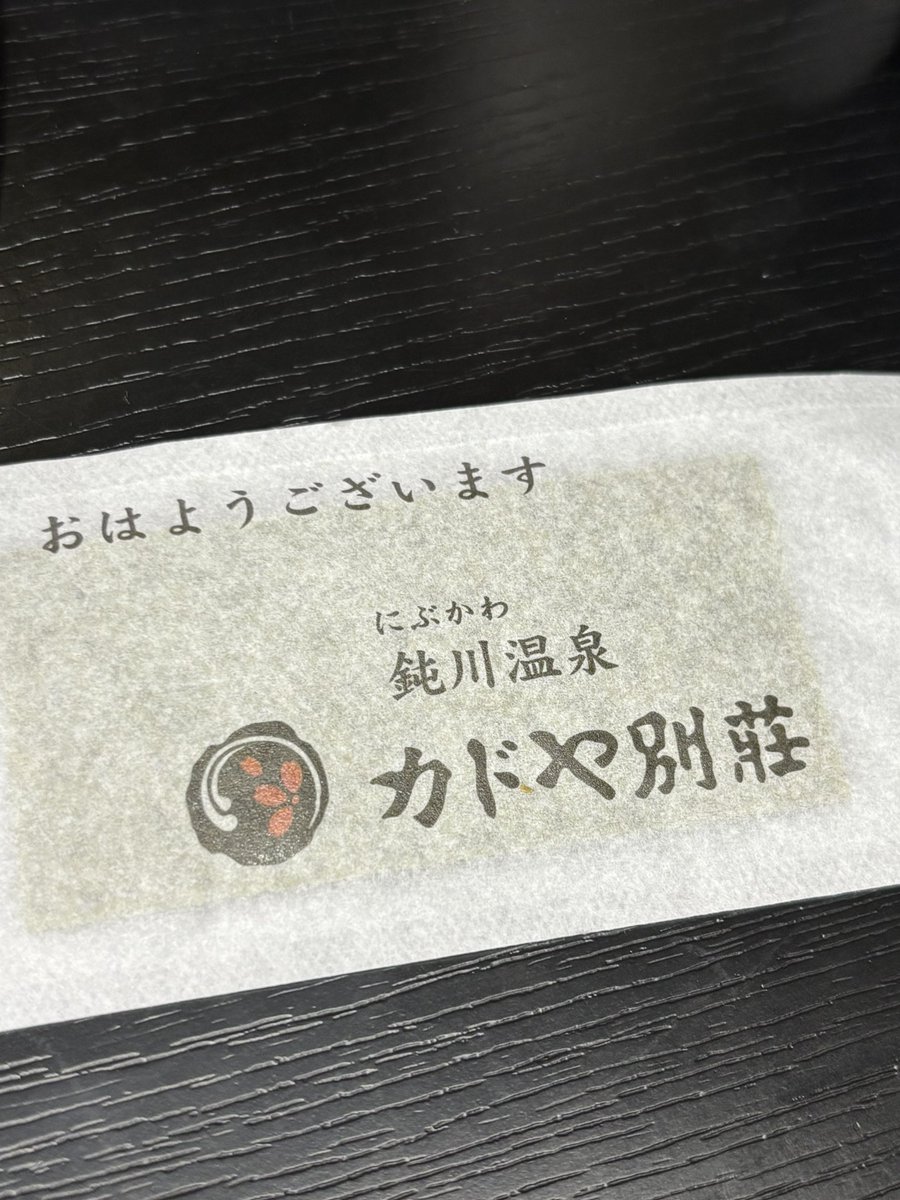 おはようございます
にぶかわ
鈍川温泉
カドや別荘